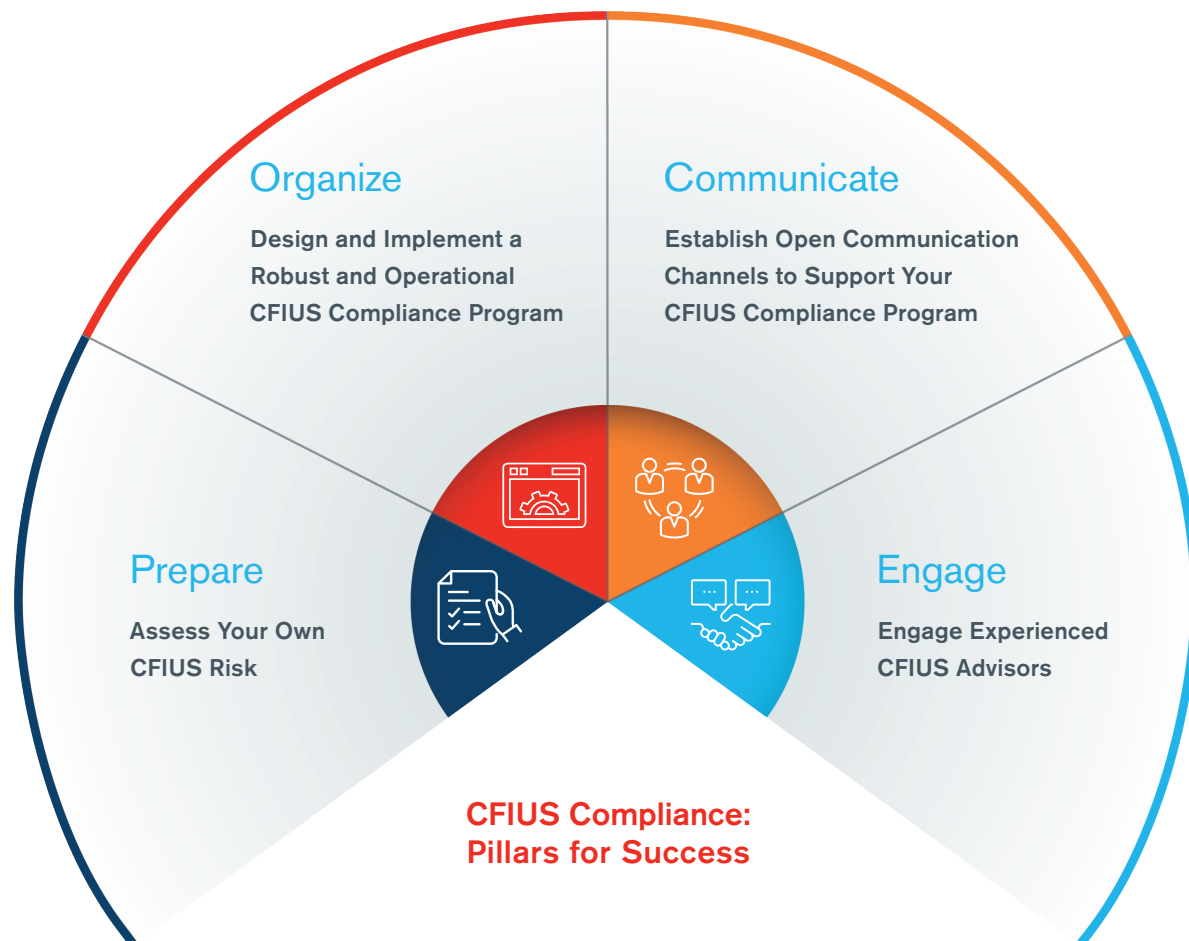 Organize
Design and Implement a
Robust and Operational
CFIUS Compliance Program
Communicate
Establish Open Communication
Channels to Support Your
CFIUS Compliance Program
Prepare
Assess Your Own
CFIUS Risk
Engage
Engage Experienced
CFIUS Advisors
CFIUS Compliance:
Pillars for Success